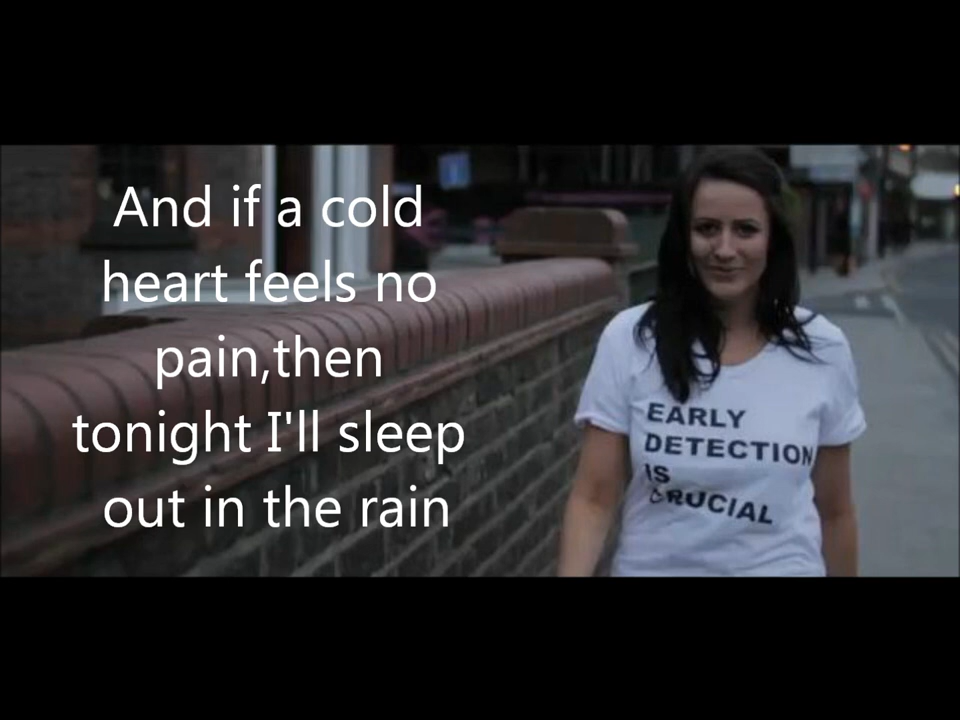 And if a cold
heart feels no
pain,then
tonight I'll sleep
out in the rain
EARLY
DETECTION
IS
CRUCIAL